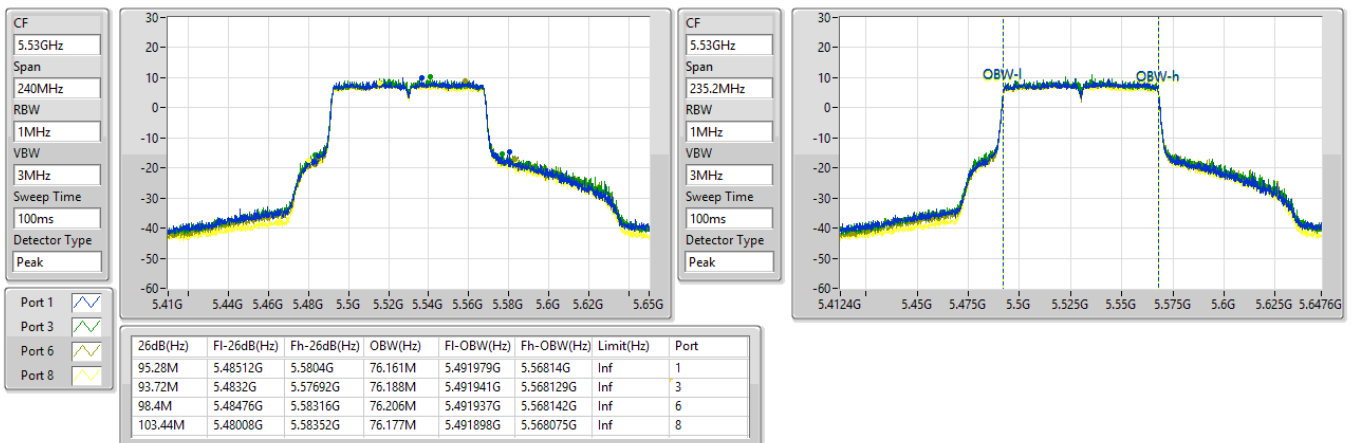 CF
5.53GHz
Span
240MHz
RBW
1MHz
VBW
3MHz
Sweep Time
100ms
Detector Type
Peak
30
20
10
0
-10
-20
-30
-40
-50
-60
5.41G 5.44G 5.46G 5.48G 5.5G 5.52G 5.54G 5.56G 5.58G 5.6G 5.62G 5.65G
CF
5.53GHz
Span
235.2MHz
RBW
1MHz
VBW
3MHz
Sweep Time
100ms
Detector Type
Peak
30
20
10
0
-10
-20
-30
-40
-50
-60
OBW-l OBW-h
5.4124G 5.45G 5.475G 5.5G 5.525G 5.55G 5.575G 5.6G 5.625G 5.6476G
Port 1
Port 3
Port 6
Port 8
26dB(Hz) Fl-26dB(Hz) Fh-26dB(Hz) OBW(Hz) Fl-OBW(Hz) Fh-OBW(Hz) Limit(Hz) Port
95.28M 5.48512G 5.5804G 76.161M 5.491979G 5.56814G Inf 1
93.72M 5.4832G 5.57692G 76.188M 5.491941G 5.568129G Inf 3
98.4M 5.48476G 5.58316G 76.206M 5.491937G 5.568142G Inf 6
103.44M 5.48008G 5.58352G 76.177M 5.491898G 5.568075G Inf 8